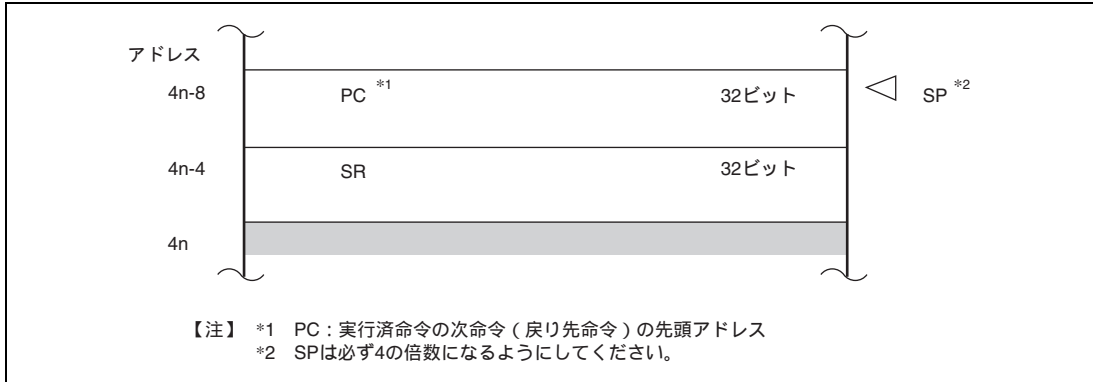 アドレス
4n-8 PC *1 32ビット SP *2
4n-4 SR 32ビット
4n
【注】 *1 PC：実行済命令の次命令（戻り先命令）の先頭アドレス
*2 SPは必ず4の倍数になるようにしてください。